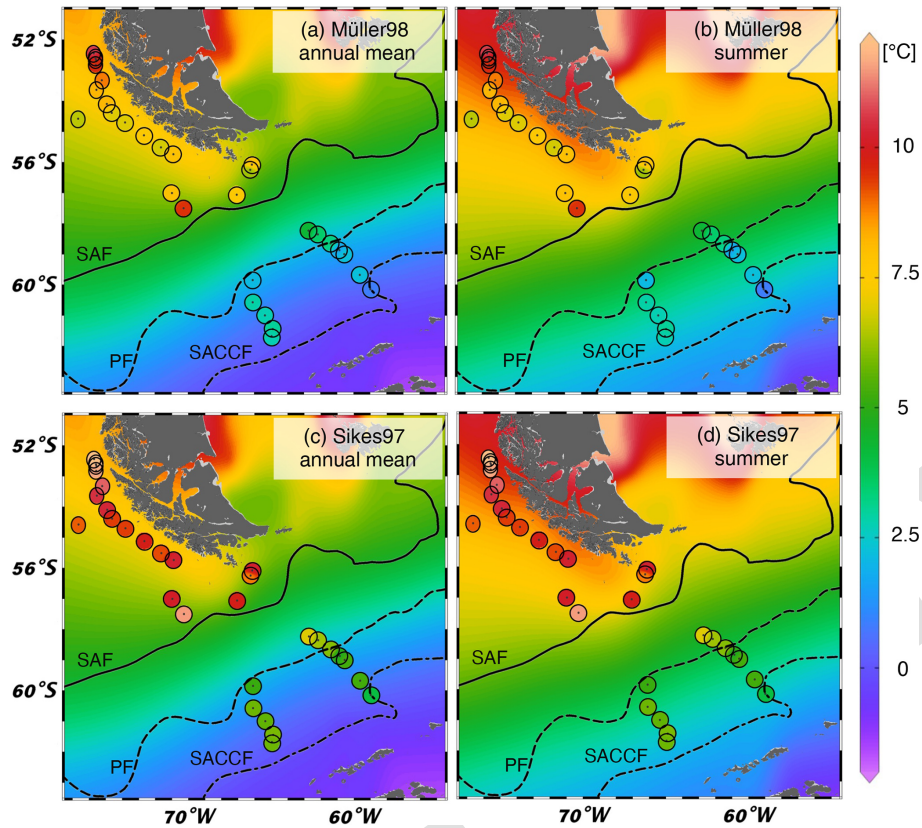 52°S
56°S
60°S
(a) Müller98
annual mean
SAF
PF
SACCF
(b) Müller98
summer
SAF
PF
SACCF
[°C]
10
7.5
5
2.5
0
52°S
56°S
60°S
(c) Sikes97
annual mean
SAF
PF
SACCF
(d) Sikes97
summer
SAF
PF
SACCF
70°W
60°W
70°W
60°W